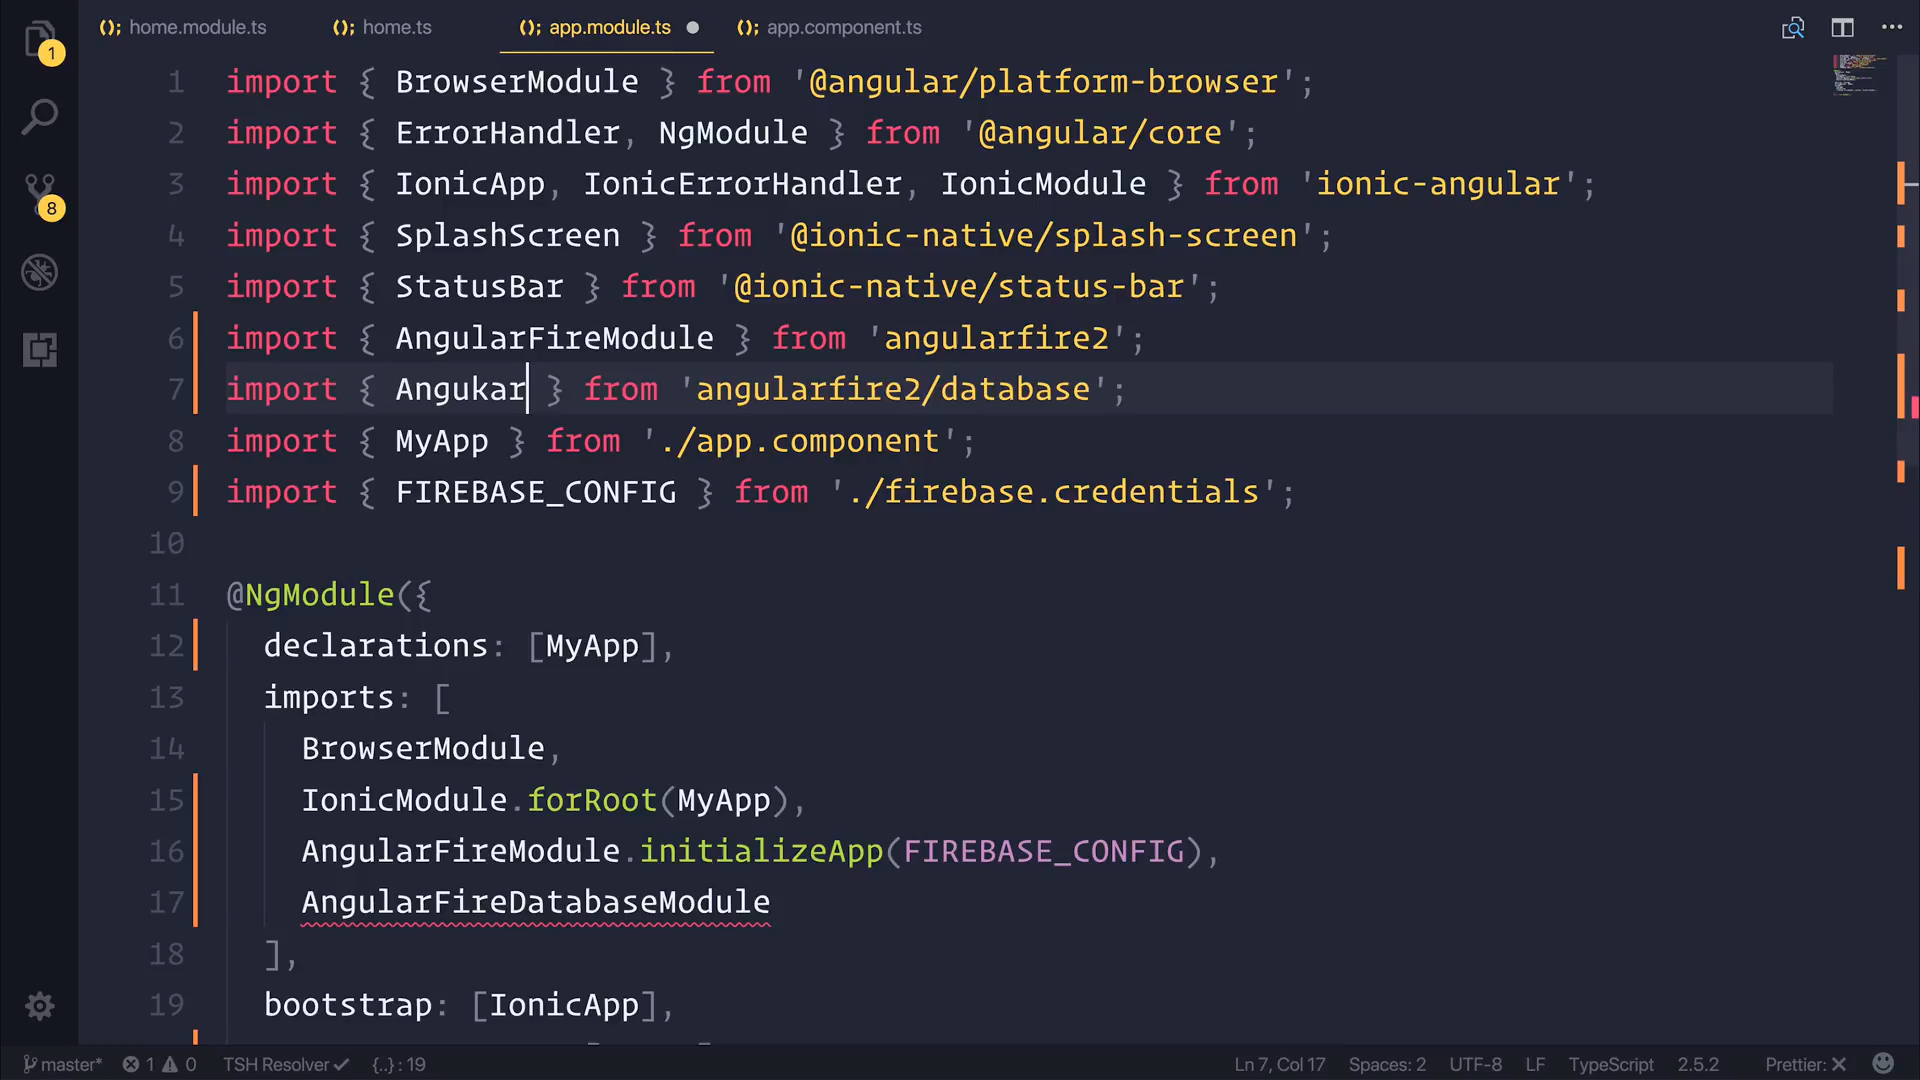 home.module.ts home.ts app.module.ts app.component.ts
1
8
1 import { BrowserModule } from '@angular/platform-browser';
2 import { ErrorHandler, NgModule } from '@angular/core';
3 import { IonicApp, IonicErrorHandler, IonicModule } from 'ionic-angular';
4 import { SplashScreen } from '@ionic-native/splash-screen';
5 import { StatusBar } from '@ionic-native/status-bar';
6 import { AngularFireModule } from 'angularfire2';
7 import { Angukar } from 'angularfire2/database';
8 import { MyApp } from './app.component';
9 import { FIREBASE_CONFIG } from './firebase.credentials';
10
11 @NgModule({
12 declarations: [MyApp],
13 imports: [
14 BrowserModule,
15 IonicModule.forRoot(MyApp),
16 AngularFireModule.initializeApp(FIREBASE_CONFIG),
17 AngularFireDatabaseModule
18 ],
19 bootstrap: [IonicApp],
master* 1 0 TSH Resolver ✓ {..} : 19 Ln 7, Col 17 Spaces: 2 UTF-8 LF TypeScript 2.5.2 Prettier: ✕